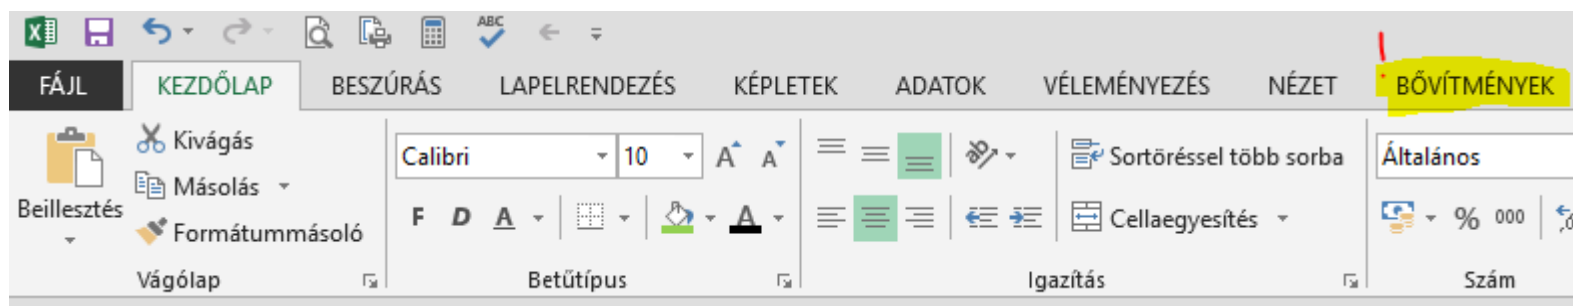 ABC
FÁJL KEZDŐLAP BESZÚRÁS LAPELRENDEZÉS KÉPLETEK ADATOK VÉLEMÉNYEZÉS NÉZET BŐVÍTMÉNYEK
Kivágás
Calibri 10 A A Sortöréssel több sorba Általános
Másolás
Beillesztés
F D A A Cellaegyesítés % 000
Formátummásoló
Vágólap Betűtípus Igazítás Szám